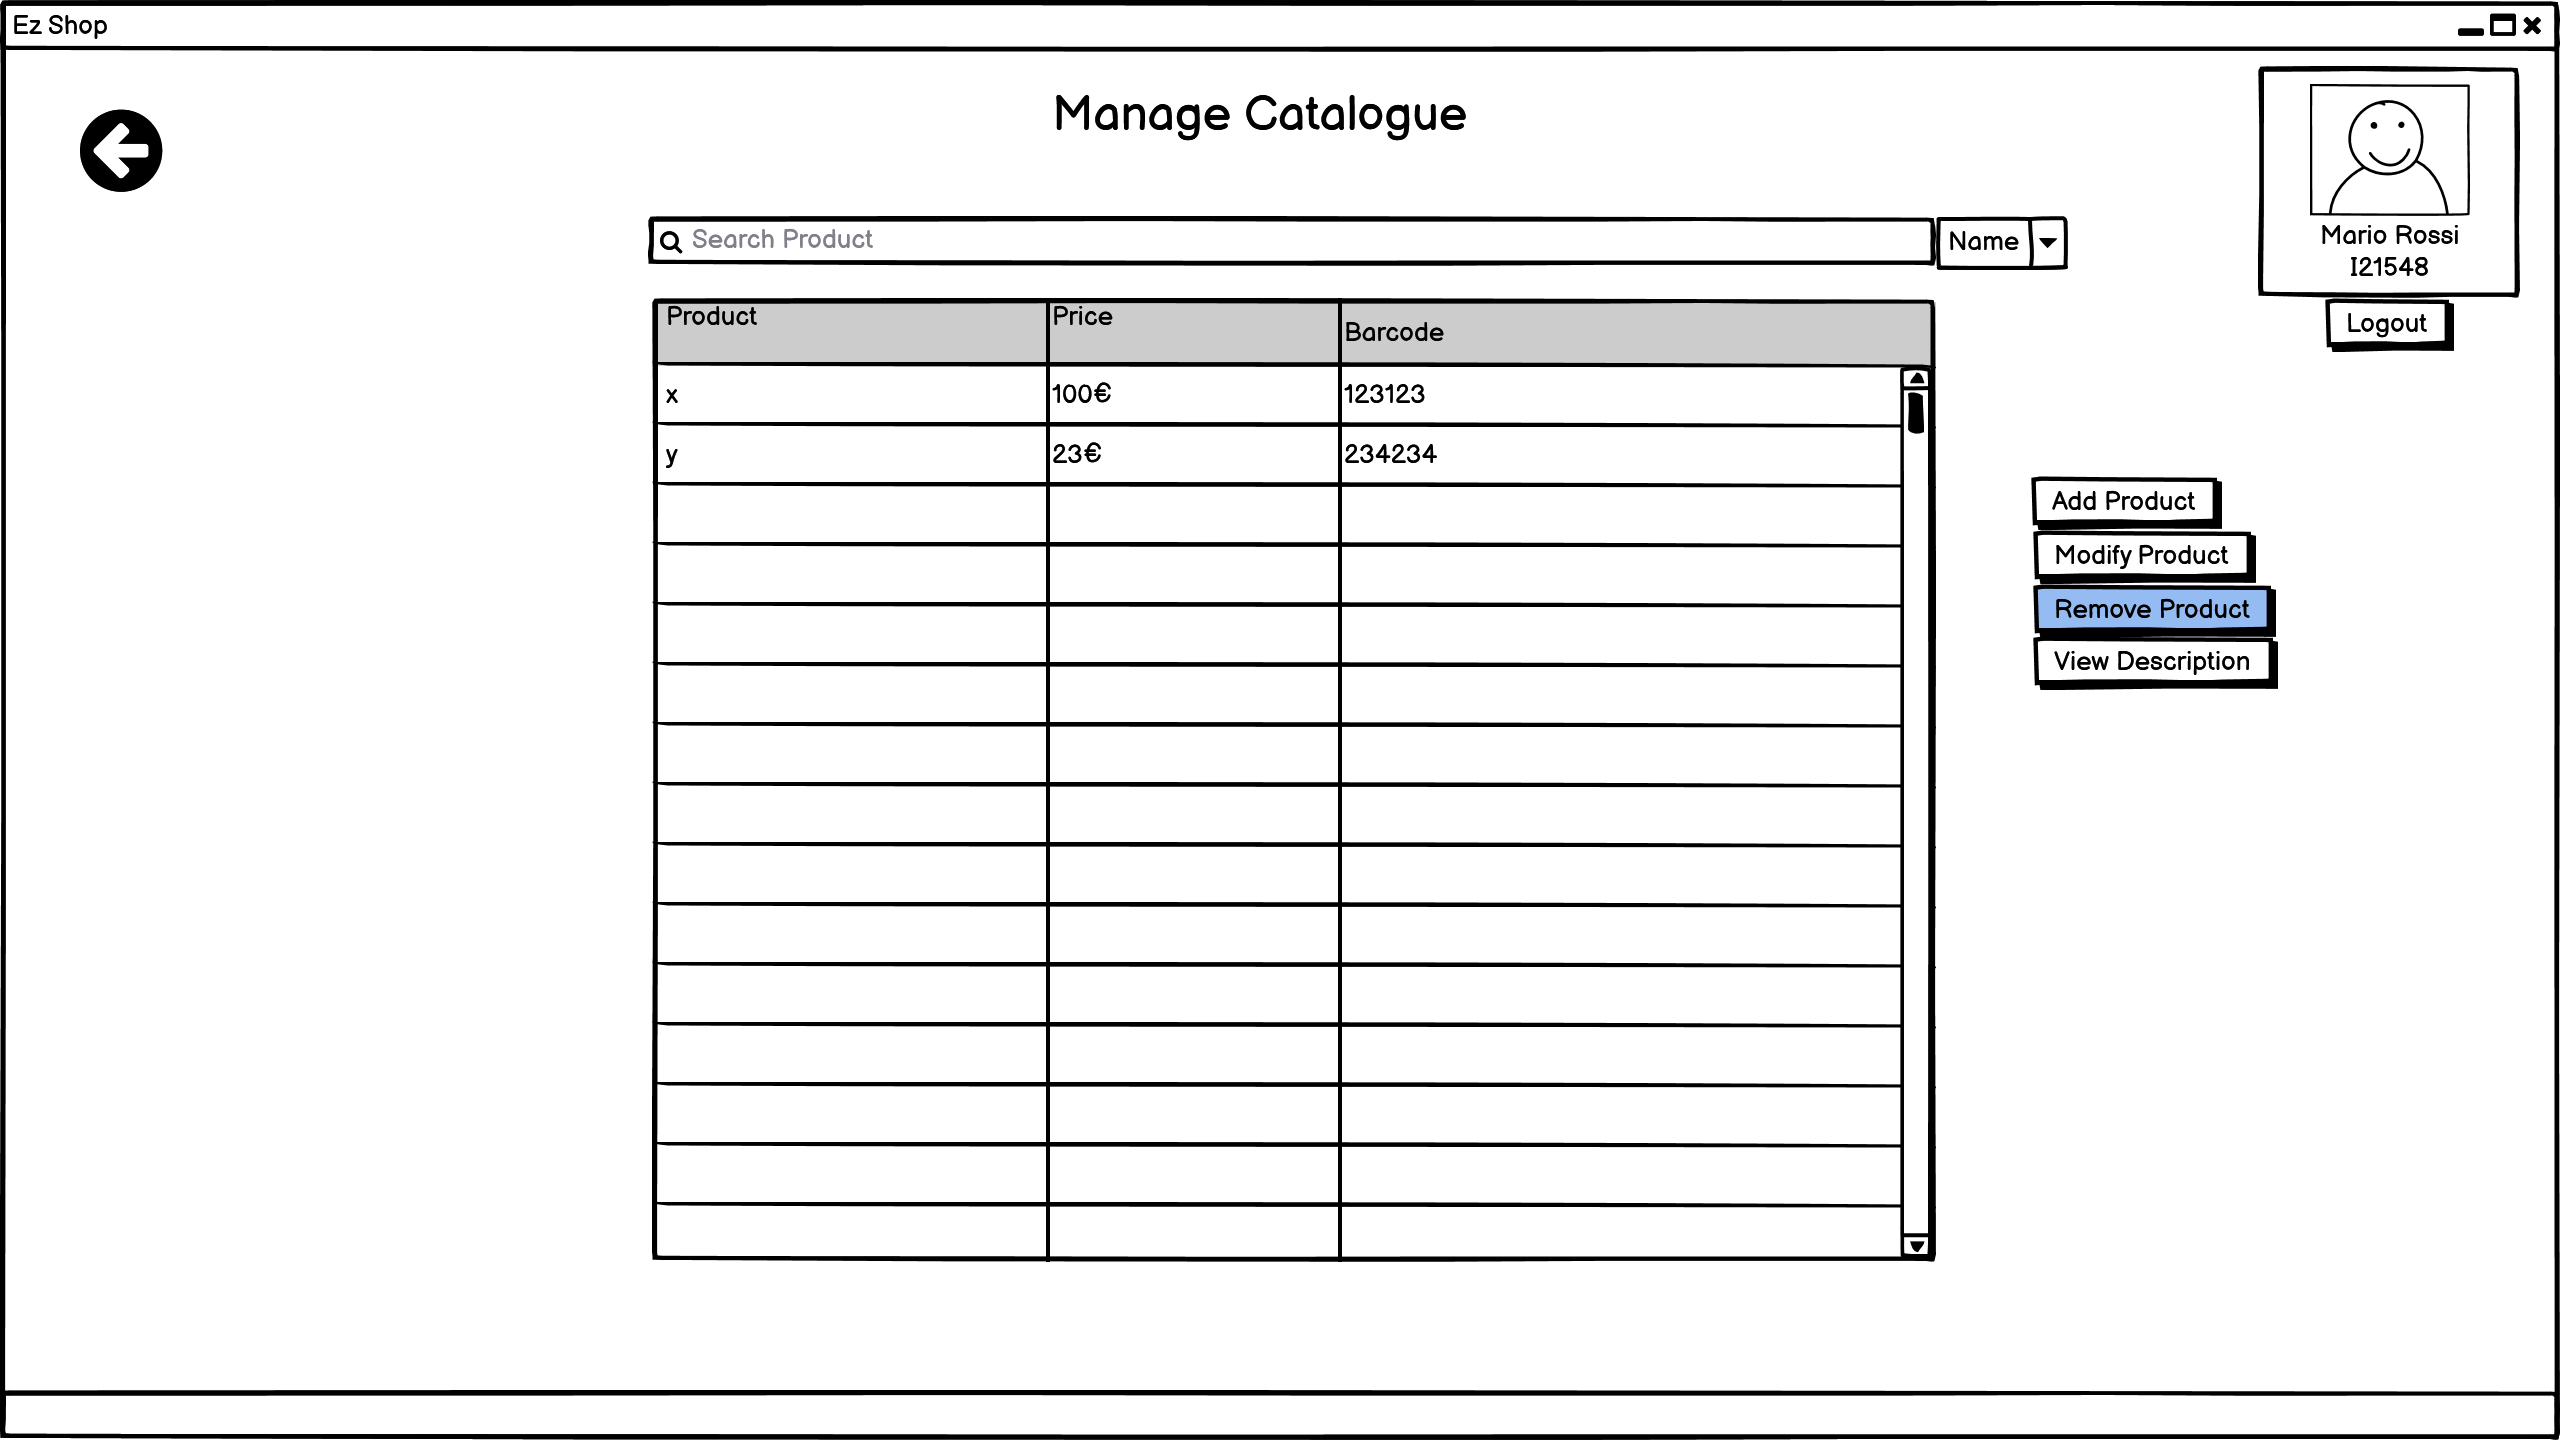 Ez Shop
Manage Catalogue
Search Product
Name
Mario Rossi
I21548
Logout
Product Price Barcode
x 100€ 123123
y 23€ 234234
Add Product
Modify Product
Remove Product
View Description